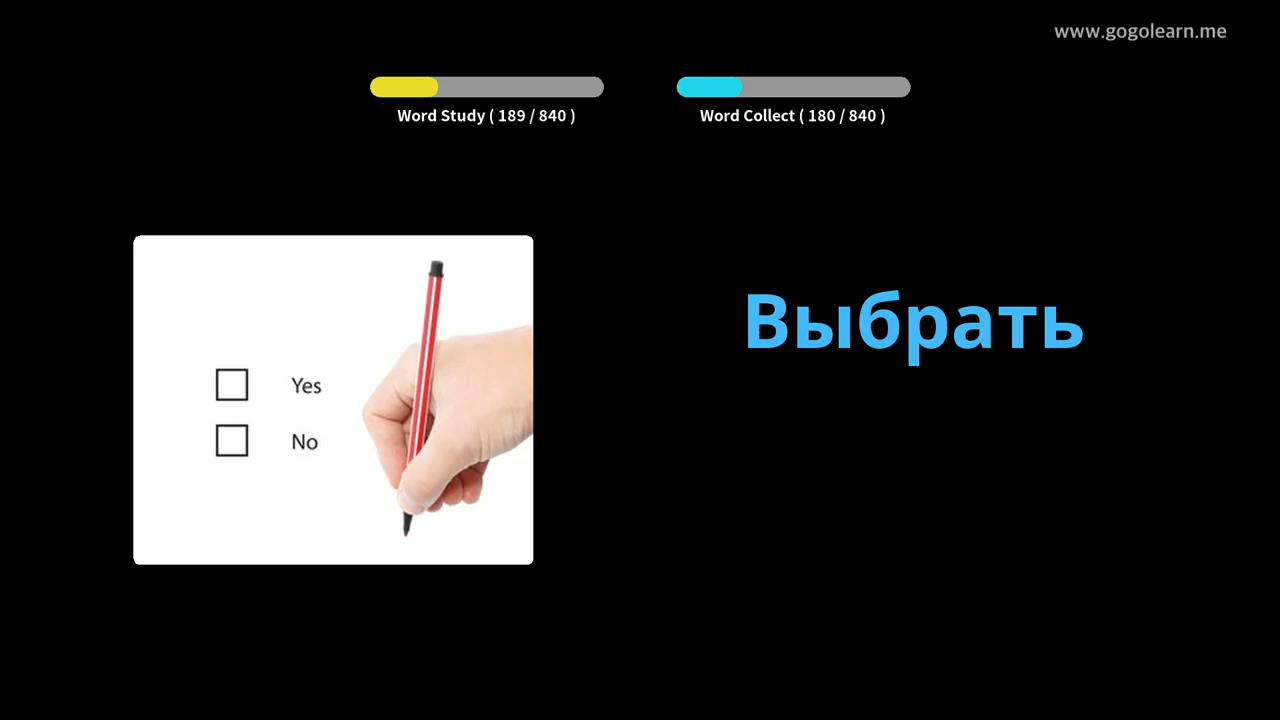 www.gogolearn.me
Word Study ( 189 / 840 )
Word Collect ( 180 / 840 )
Выбрать
Yes
No